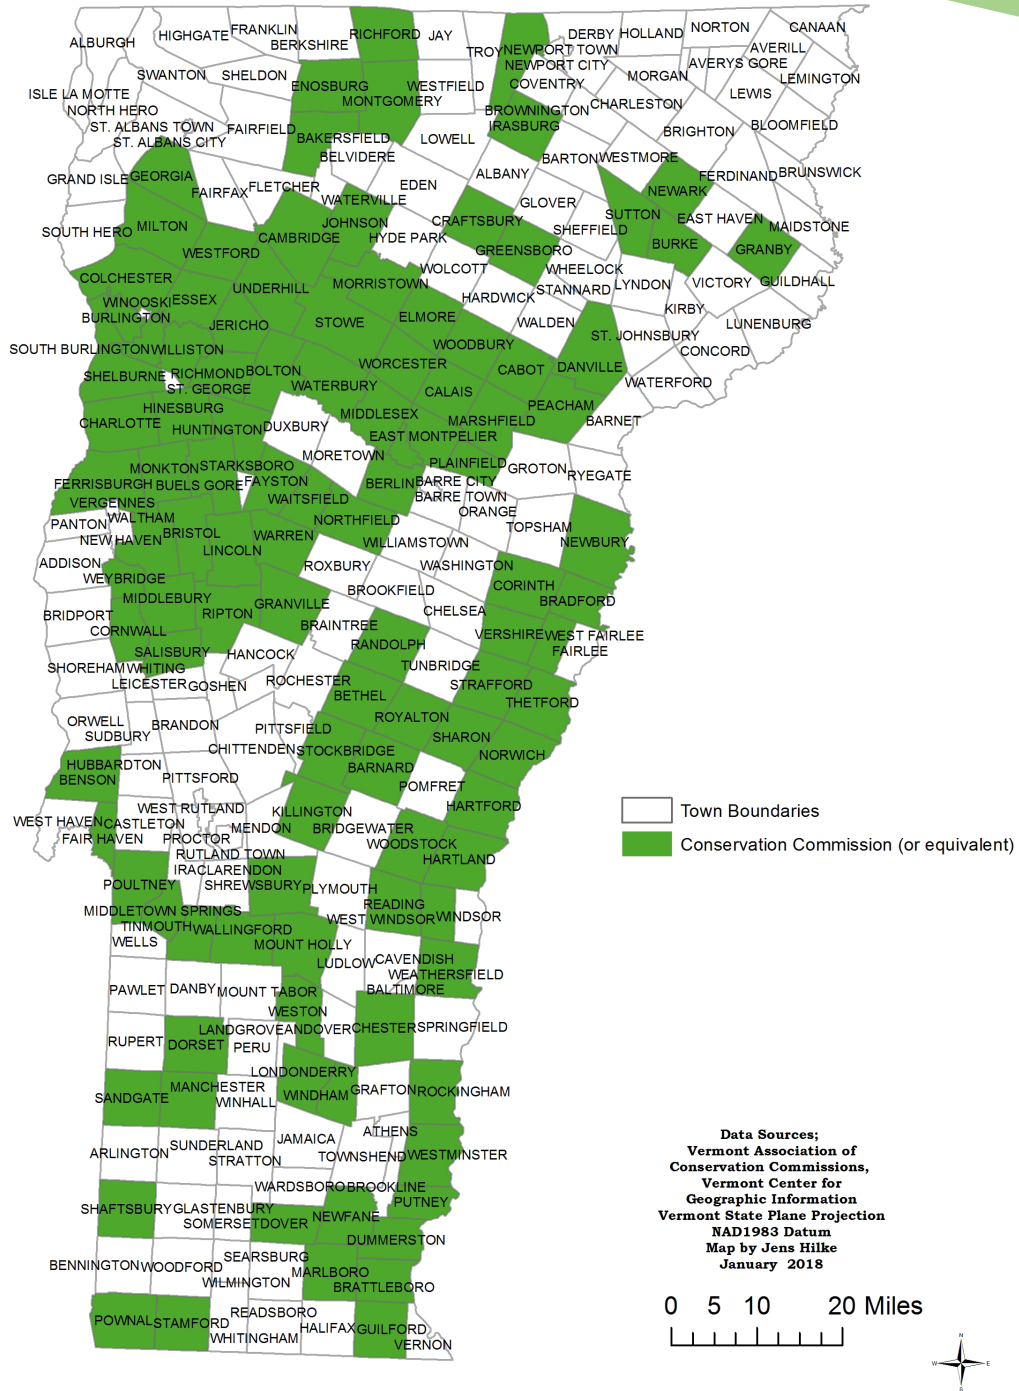 ALBURGH
HIGHGATE
FRANKLIN
BERKSHIRE
RICHFORD
JAY
TROY
NEWPORT TOWN
NEWPORT CITY
DERBY
HOLLAND
NORTON
CANAAN
AVERILL
AVERYS GORE
LEMINGTON
SWANTON
SHELDON
ENOSBURG
MONTGOMERY
WESTFIELD
COVENTRY
MORGAN
LEWIS
ISLE LA MOTTE
NORTH HERO
ST. ALBANS TOWN
ST. ALBANS CITY
FAIRFIELD
BAKERSFIELD
BELVIDERE
LOWELL
BROWNINGTON
IRASBURG
CHARLESTON
BRIGHTON
BLOOMFIELD
BARTON
WESTMORE
GRAND ISLE
GEORGIA
FAIRFAX
FLETCHER
WATERVILLE
EDEN
ALBANY
NEWARK
FERDINAND
BRUNSWICK
GLOVER
SOUTH HERO
MILTON
JOHNSON
CAMBRIDGE
HYDE PARK
CRAFTSBURY
SHEFFIELD
SUTTON
EAST HAVEN
MAIDSTONE
WESTFORD
GREENSBORO
BURKE
GRANBY
COLCHESTER
UNDERHILL
MORRISTOWN
WOLCOTT
WHEELOCK
STANNARD
LYNDON
VICTORY
GUILDHALL
WINOOSKI
ESSEX
BURLINGTON
JERICHO
STOWE
ELMORE
HARDWICK
WALDEN
KIRBY
LUNENBURG
ST. JOHNSBURY
CONCORD
SOUTH BURLINGTON
WILLISTON
WOODBURY
WORCESTER
CABOT
DANVILLE
WATERFORD
SHELBURNE
RICHMOND
BOLTON
ST. GEORGE
WATERBURY
CALAIS
PEACHAM
HINESBURG
CHARLOTTE
HUNTINGTON
DUXBURY
MIDDLESEX
MARSHFIELD
BARNET
EAST MONTPELIER
MORETOWN
MONKTON
STARKSBORO
FERRISBURGH
BUELS GORE
FAYSTON
BERLIN
PLAINFIELD
BARRE CITY
BARRE TOWN
GROTON
RYEGATE
VERGENNES
WAITSFIELD
ORANGE
PANTON
WALTHAM
NEW HAVEN
BRISTOL
LINCOLN
WARREN
NORTHFIELD
WILLIAMSTOWN
TOPSHAM
NEWBURY
ADDISON
WEYBRIDGE
ROXBURY
WASHINGTON
MIDDLEBURY
BROOKFIELD
CORINTH
BRADFORD
BRIDPORT
RIPTON
GRANVILLE
CHELSEA
CORNWALL
BRAINTREE
VERSHIRE
WEST FAIRLEE
FAIRLEE
SALISBURY
HANCOCK
RANDOLPH
TUNBRIDGE
SHOREHAM
WHITING
LEICESTER
GOSHEN
ROCHESTER
BETHEL
STRAFFORD
THETFORD
ORWELL
SUDBURY
BRANDON
PITTSFIELD
ROYALTON
SHARON
CHITTENDEN
STOCKBRIDGE
BARNARD
NORWICH
HUBBARDTON
BENSON
PITTSFORD
POMFRET
WEST HAVEN
CASTLETON
FAIR HAVEN
WEST RUTLAND
PROCTOR
MENDON
KILLINGTON
BRIDGEWATER
HARTFORD
RUTLAND TOWN
WOODSTOCK
HARTLAND
IRA
CLARENDON
POULTNEY
SHREWSBURY
PLYMOUTH
READING
MIDDLETOWN SPRINGS
TINMOUTH
WALLINGFORD
WEST WINDSOR
WINDSOR
WELLS
MOUNT HOLLY
LUDLOW
CAVENDISH
WEATHERSFIELD
BALTIMORE
PAWLET
DANBY
MOUNT TABOR
WESTON
RUPERT
DORSET
LANDGROVE
PERU
ANDOVER
CHESTER
SPRINGFIELD
LONDONDERRY
SANDGATE
MANCHESTER
WINHALL
WINDHAM
GRAFTON
ROCKINGHAM
ARLINGTON
SUNDERLAND
STRATTON
JAMAICA
ATHENS
TOWNSHEND
WESTMINSTER
WARDSBORO
BROOKLINE
PUTNEY
SHAFTSBURY
GLASTENBURY
SOMERSET
DOVER
NEWFANE
DUMMERSTON
BENNINGTON
WOODFORD
SEARSBURG
WILMINGTON
MARLBORO
BRATTLEBORO
POWNAL
STAMFORD
READSBORO
WHITINGHAM
HALIFAX
GUILFORD
VERNON
Town Boundaries
Conservation Commission (or equivalent)
Data Sources;
Vermont Association of
Conservation Commissions,
Vermont Center for
Geographic Information
Vermont State Plane Projection
NAD1983 Datum
Map by Jens Hilke
January 2018
0 5 10 20 Miles
N
W E
S